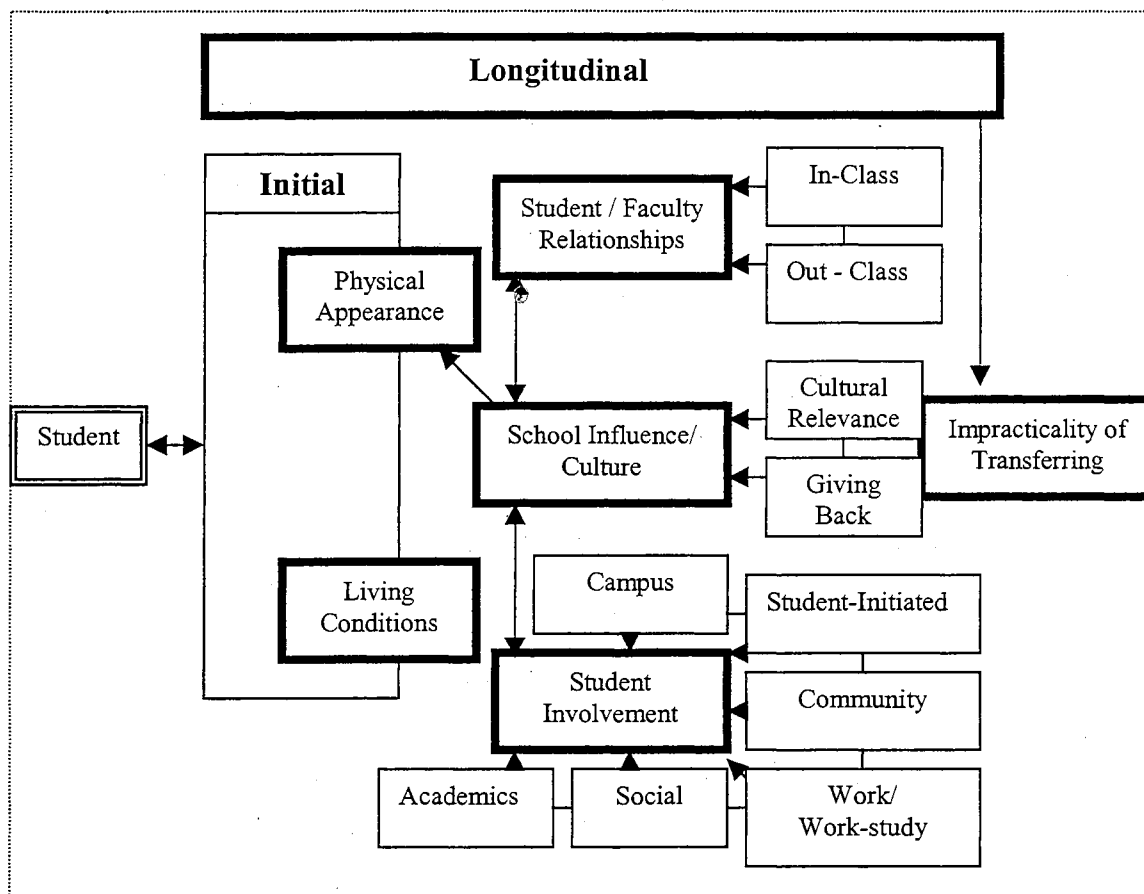 Longitudinal
Initial
In-Class
Student / Faculty
Relationships
Out - Class
Physical
Appearance
Student
School Influence/
Culture
Cultural
Relevance
Giving
Back
Impracticality of
Transferring
Living
Conditions
Campus
Student-Initiated
Student
Involvement
Community
Academics
Social
Work/
Work-study